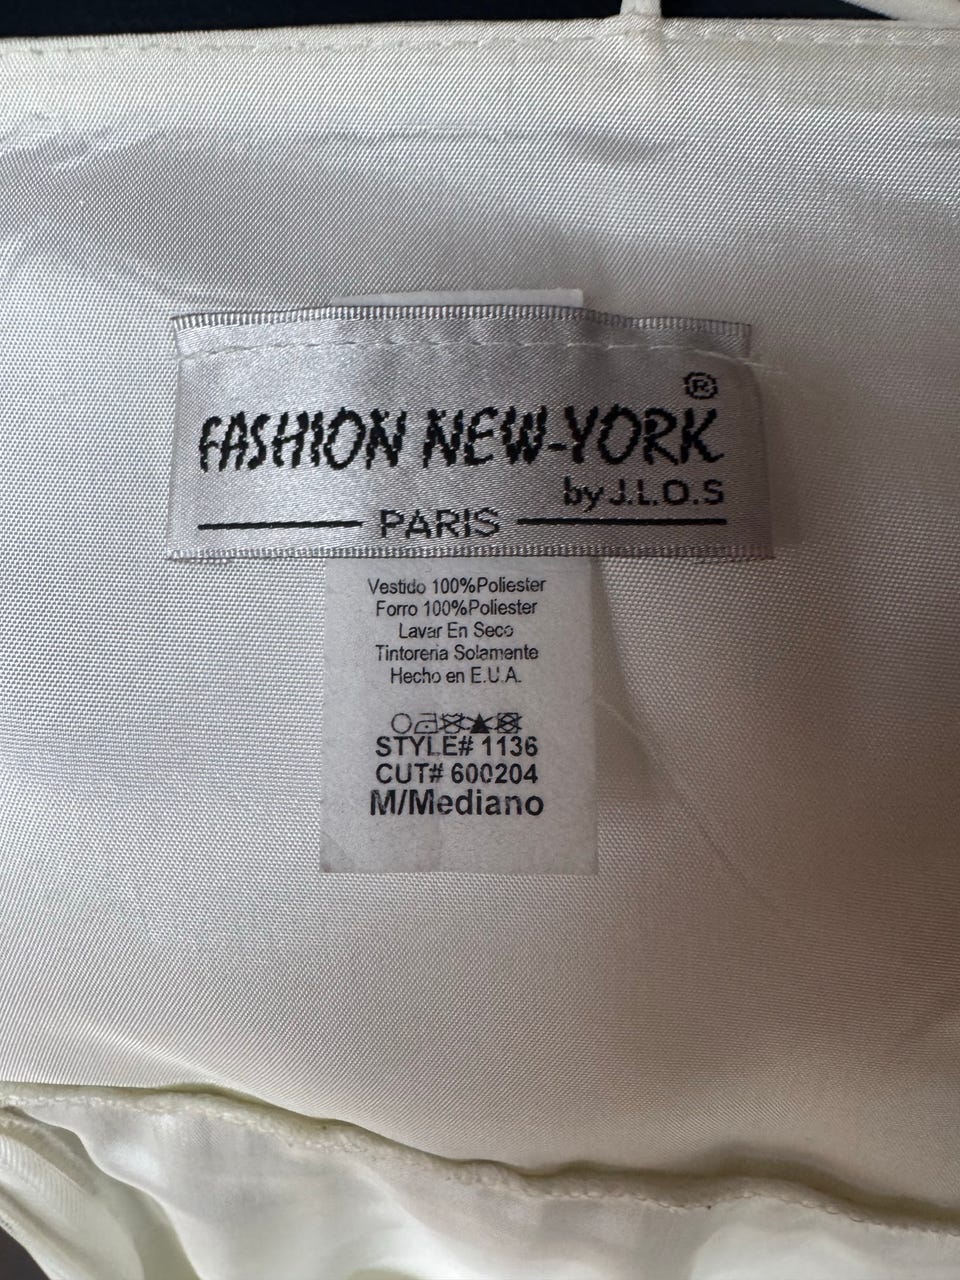 ®
FASHION NEW-YORK
by J.L.O.S
PARIS
Vestido 100%Poliester
Forro 100%Poliester
Lavar En Seco
Tintoreria Solamente
Hecho en E.U.A.
STYLE# 1136
CUT# 600204
M/Mediano